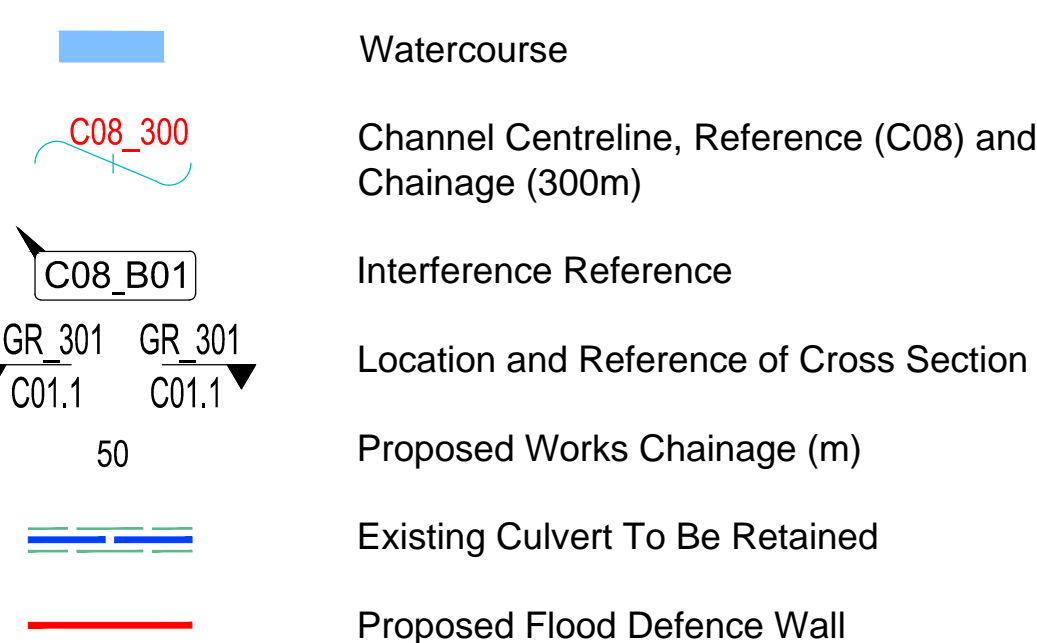 Watercourse
C08_300
Channel Centreline, Reference (C08) and
Chainage (300m)
C08_B01
Interference Reference
GR_301 GR_301
C01.1 C01.1
Location and Reference of Cross Section
50
Proposed Works Chainage (m)
Existing Culvert To Be Retained
Proposed Flood Defence Wall